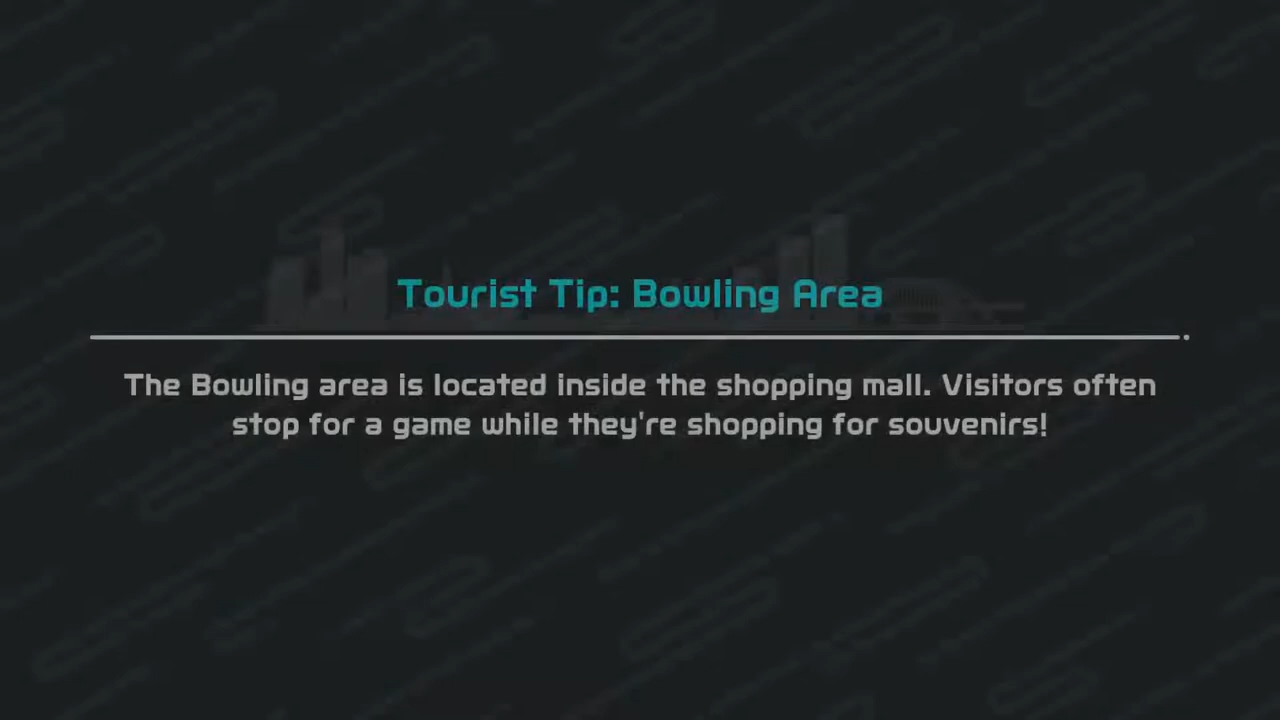 Tourist Tip: Bowling Area
The Bowling area is located inside the shopping mall. Visitors often
stop for a game while they're shopping for souvenirs!